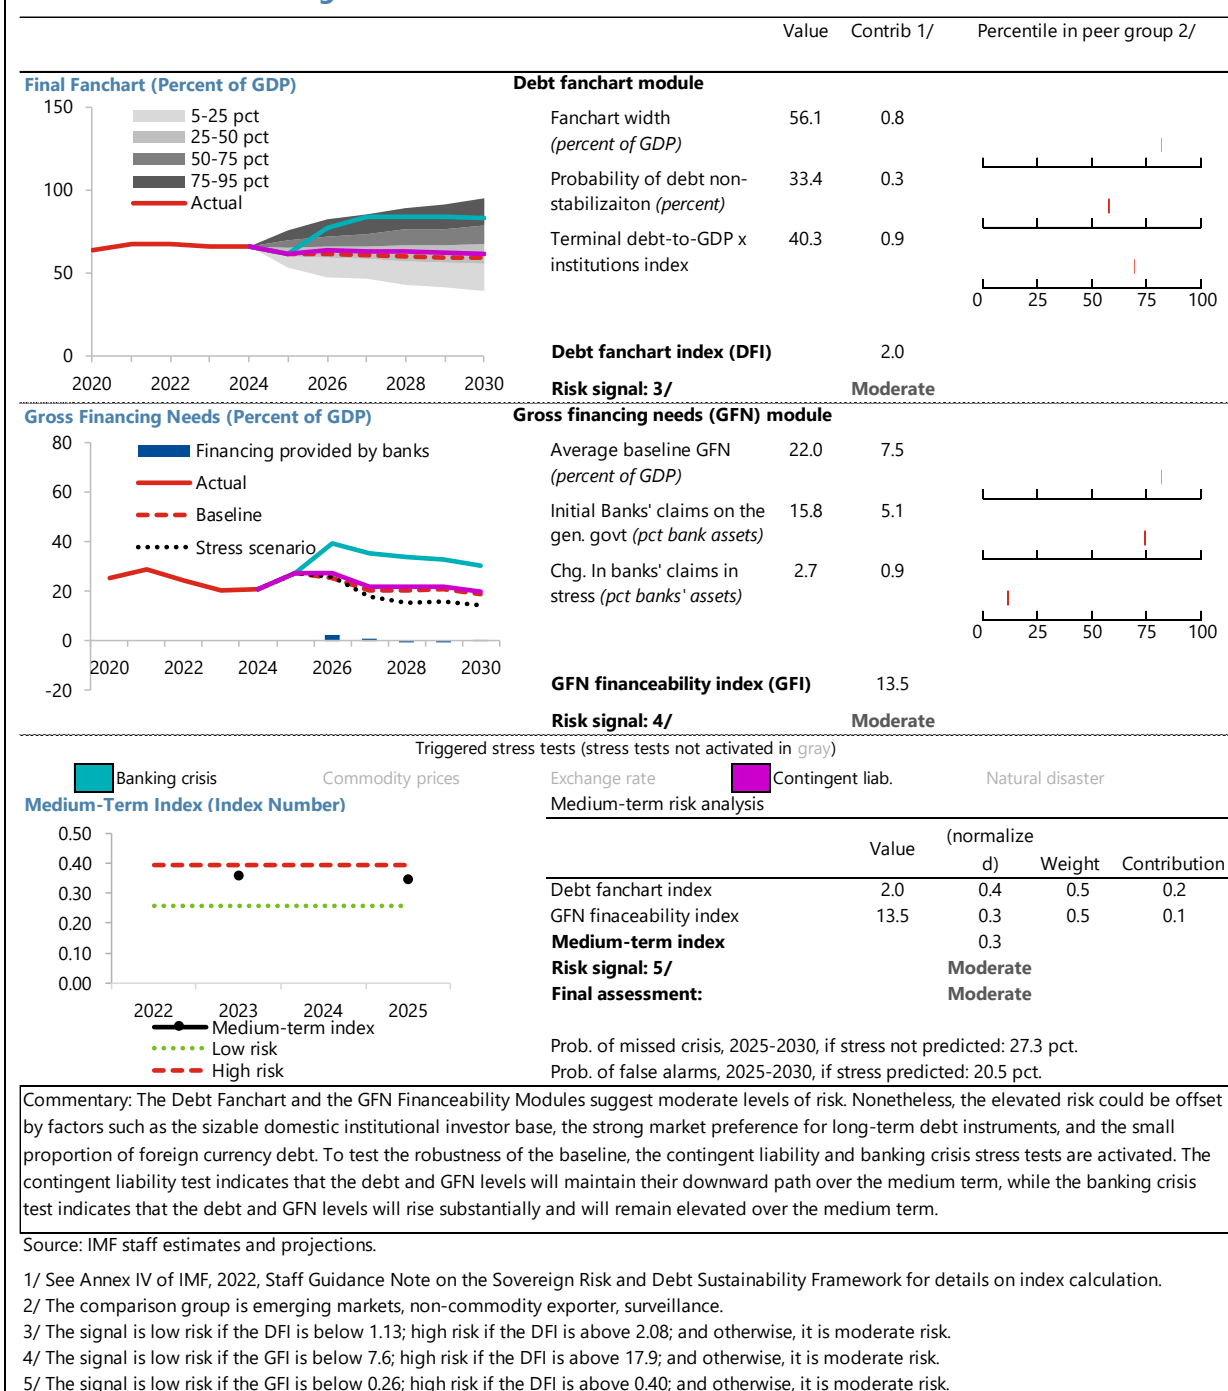 Value Contrib 1/ Percentile in peer group 2/
Final Fanchart (Percent of GDP)
150
5-25 pct
25-50 pct
50-75 pct
75-95 pct
Actual
100
50
0
2020 2022 2024 2026 2028 2030
Debt fanchart module
Fanchart width 56.1 0.8
(percent of GDP)
Probability of debt non- 33.4 0.3
stabilizaiton (percent)
Terminal debt-to-GDP x 40.3 0.9
institutions index
0 25 50 75 100
Debt fanchart index (DFI) 2.0
Risk signal: 3/ Moderate
Gross Financing Needs (Percent of GDP)
80
Financing provided by banks
Actual
Baseline
Stress scenario
60
40
20
0
-20
2020 2022 2024 2026 2028 2030
Gross financing needs (GFN) module
Average baseline GFN 22.0 7.5
(percent of GDP)
Initial Banks' claims on the 15.8 5.1
gen. govt (pct bank assets)
Chg. In banks' claims in 2.7 0.9
stress (pct banks' assets)
0 25 50 75 100
GFN financeability index (GFI) 13.5
Risk signal: 4/ Moderate
Triggered stress tests (stress tests not activated in gray)
Banking crisis Commodity prices Exchange rate Contingent liab. Natural disaster
Medium-Term Index (Index Number)
0.50
0.40
0.30
0.20
0.10
0.00
2022 2023 2024 2025
Medium-term index
Low risk
High risk
Medium-term risk analysis
Value (normalize
d) Weight Contribution
Debt fanchart index 2.0 0.4 0.5 0.2
GFN finaceability index 13.5 0.3 0.5 0.1
Medium-term index 0.3
Risk signal: 5/ Moderate
Final assessment: Moderate
Prob. of missed crisis, 2025-2030, if stress not predicted: 27.3 pct.
Prob. of false alarms, 2025-2030, if stress predicted: 20.5 pct.
Commentary: The Debt Fanchart and the GFN Financeability Modules suggest moderate levels of risk. Nonetheless, the elevated risk could be offset
by factors such as the sizable domestic institutional investor base, the strong market preference for long-term debt instruments, and the small
proportion of foreign currency debt. To test the robustness of the baseline, the contingent liability and banking crisis stress tests are activated. The
contingent liability test indicates that the debt and GFN levels will maintain their downward path over the medium term, while the banking crisis
test indicates that the debt and GFN levels will rise substantially and will remain elevated over the medium term.
Source: IMF staff estimates and projections.
1/ See Annex IV of IMF, 2022, Staff Guidance Note on the Sovereign Risk and Debt Sustainability Framework for details on index calculation.
2/ The comparison group is emerging markets, non-commodity exporter, surveillance.
3/ The signal is low risk if the DFI is below 1.13; high risk if the DFI is above 2.08; and otherwise, it is moderate risk.
4/ The signal is low risk if the GFI is below 7.6; high risk if the DFI is above 17.9; and otherwise, it is moderate risk.
5/ The signal is low risk if the GFI is below 0.26; high risk if the DFI is above 0.40; and otherwise, it is moderate risk.